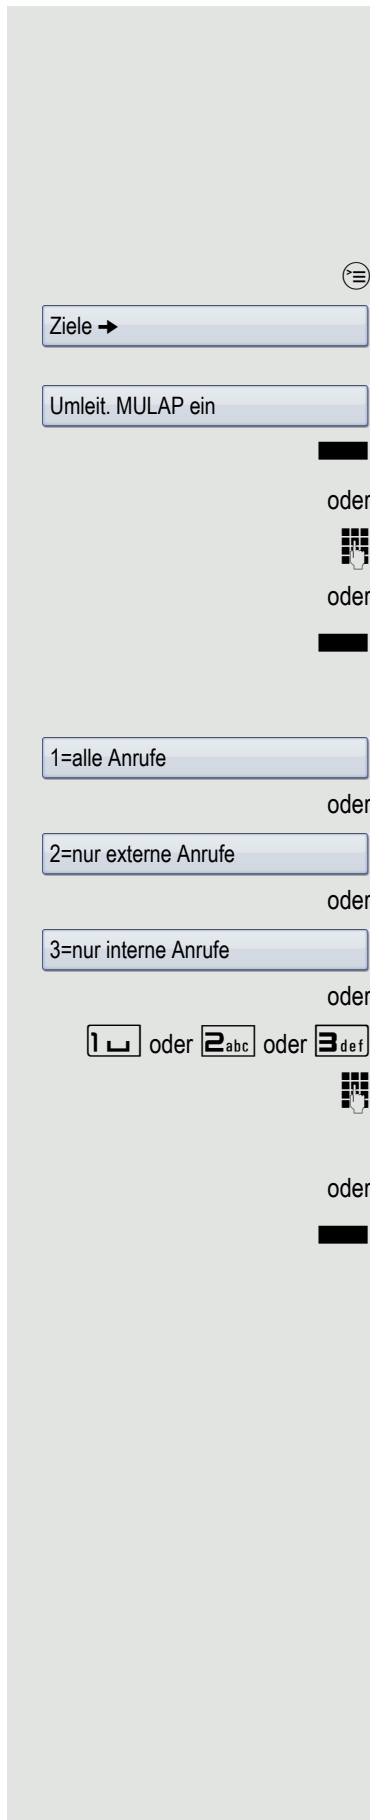 Ziele ➜
Umleit. MULAP ein
oder
oder
1=alle Anrufe
oder
2=nur externe Anrufe
oder
3=nur interne Anrufe
oder
1 oder 2abc oder 3def
oder